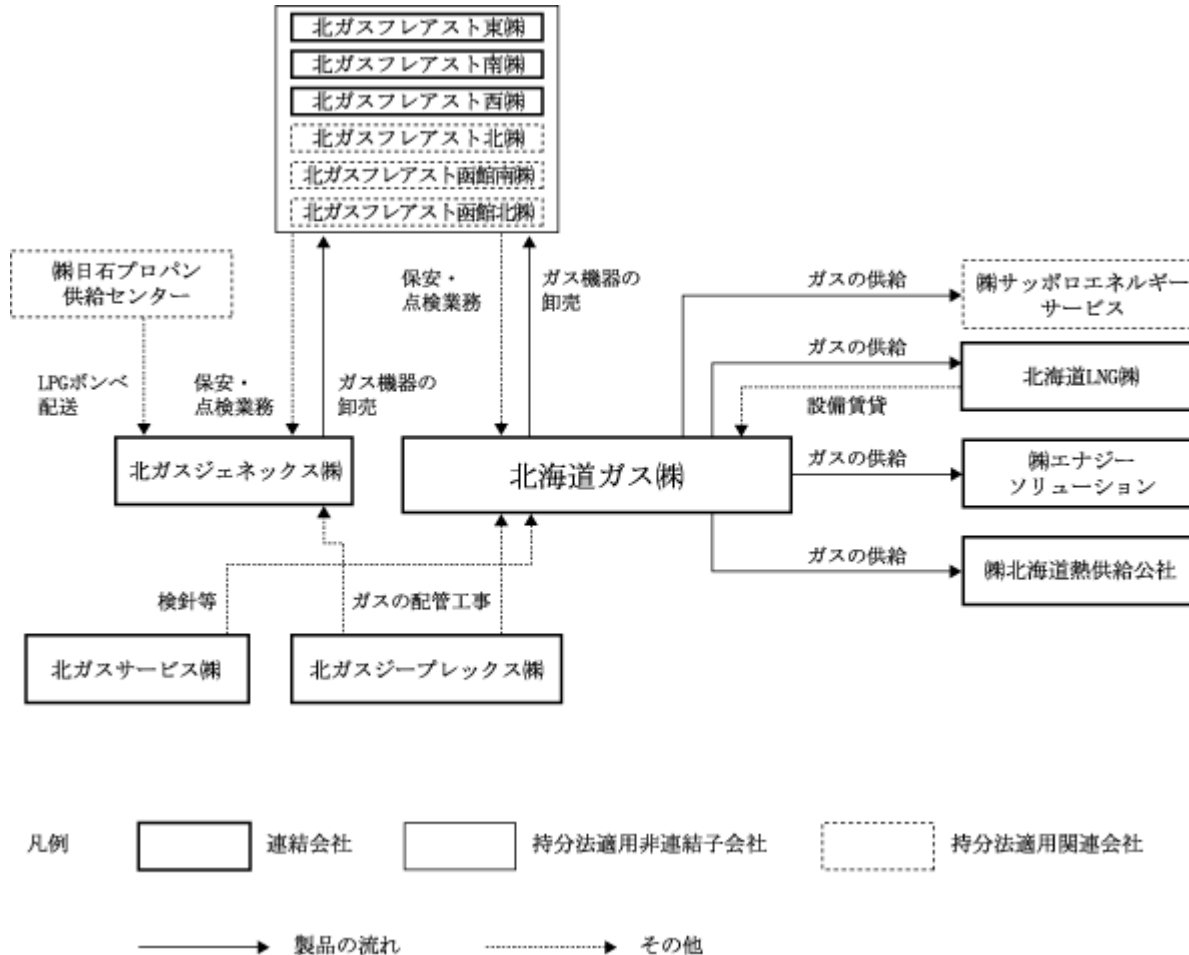 北ガスフレアスト東㈱
北ガスフレアスト南㈱
北ガスフレアスト西㈱
北ガスフレアスト北㈱
北ガスフレアスト函館南㈱
北ガスフレアスト函館北㈱
㈱日石プロパン
供給センター
LPGボンベ
配送
保安・
点検業務
ガス機器の
卸売
保安・
点検業務
ガス機器の
卸売
ガスの供給
㈱サッポロエネルギー
サービス
ガスの供給
北海道LNG㈱
設備賃貸
北ガスジェネックス㈱
北海道ガス㈱
ガスの供給
㈱エナジー
ソリューション
ガスの供給
㈱北海道熱供給公社
検針等
ガスの配管工事
北ガスサービス㈱
北ガスジープレックス㈱
凡例
連結会社
持分法適用非連結子会社
持分法適用関連会社
製品の流れ
その他